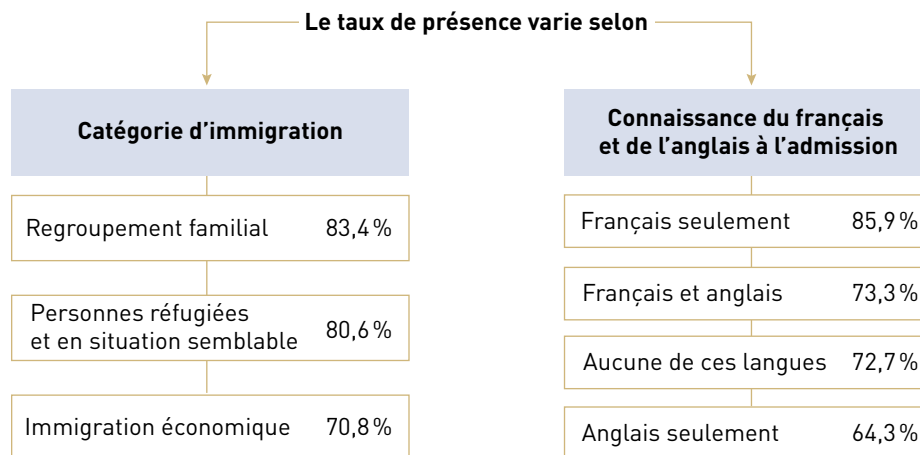 Le taux de présence varie selon
Catégorie d’immigration
Regroupement familial 83,4 %
Personnes réfugiées
et en situation semblable 80,6 %
Immigration économique 70,8 %
Connaissance du français
et de l’anglais à l’admission
Français seulement 85,9 %
Français et anglais 73,3 %
Aucune de ces langues 72,7 %
Anglais seulement 64,3 %